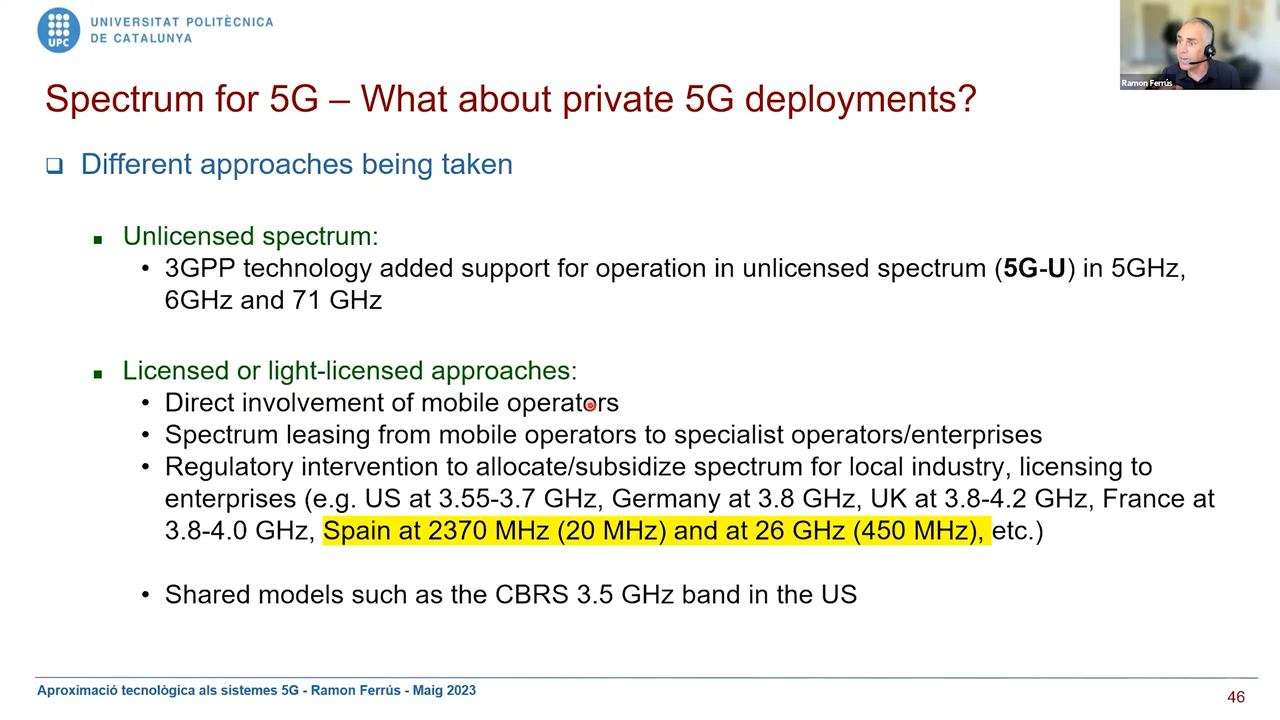 UNIVERSITAT POLITÈCNICA
DE CATALUNYA
UPC
Ramon Ferrús
Spectrum for 5G – What about private 5G deployments?
Different approaches being taken
Unlicensed spectrum:
• 3GPP technology added support for operation in unlicensed spectrum (5G-U) in 5GHz,
6GHz and 71 GHz
Licensed or light-licensed approaches:
• Direct involvement of mobile operators
• Spectrum leasing from mobile operators to specialist operators/enterprises
• Regulatory intervention to allocate/subsidize spectrum for local industry, licensing to
enterprises (e.g. US at 3.55-3.7 GHz, Germany at 3.8 GHz, UK at 3.8-4.2 GHz, France at
3.8-4.0 GHz, Spain at 2370 MHz (20 MHz) and at 26 GHz (450 MHz), etc.)
• Shared models such as the CBRS 3.5 GHz band in the US
Aproximació tecnològica als sistemes 5G - Ramon Ferrús - Maig 2023
46